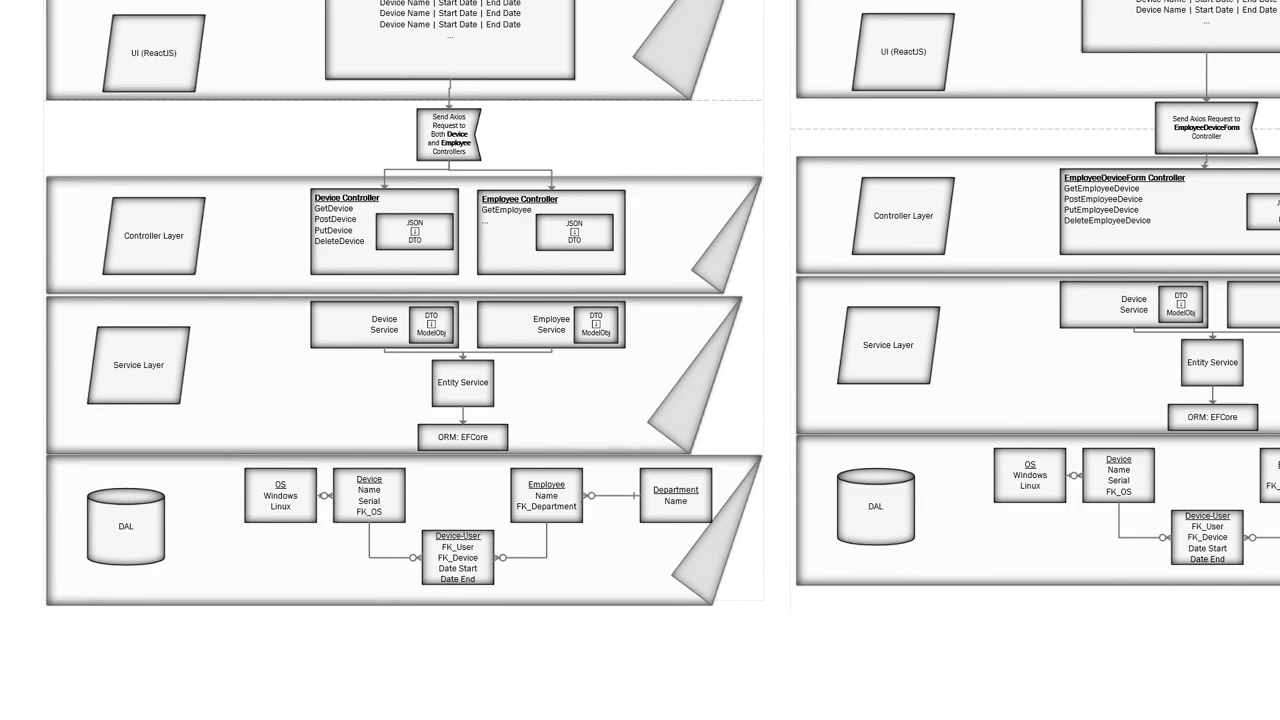 Device Name | Start Date | End Date
Device Name | Start Date | End Date
Device Name | Start Date | End Date
...
UI (ReactJS)
Send Axios
Request to
Both Device
and Employee
Controllers
Controller Layer
Device Controller
GetDevice
PostDevice
PutDevice
DeleteDevice
JSON
↓
DTO
Employee Controller
GetEmployee
...
JSON
↓
DTO
Service Layer
Device
Service
DTO
↓
ModelObj
Employee
Service
DTO
↓
ModelObj
Entity Service
ORM: EFCore
DAL
OS
Windows
Linux
Device
Name
Serial
FK_OS
Employee
Name
FK_Department
Department
Name
Device-User
FK_User
FK_Device
Date Start
Date End
Device Name | Start Date | End Date
Device Name | Start Date | End Date
...
UI (ReactJS)
Send Axios Request to
EmployeeDeviceForm
Controller
Controller Layer
EmployeeDeviceForm Controller
GetEmployeeDevice
PostEmployeeDevice
PutEmployeeDevice
DeleteEmployeeDevice
Service Layer
Device
Service
DTO
↓
ModelObj
Entity Service
ORM: EFCore
DAL
OS
Windows
Linux
Device
Name
Serial
FK_OS
Device-User
FK_User
FK_Device
Date Start
Date End